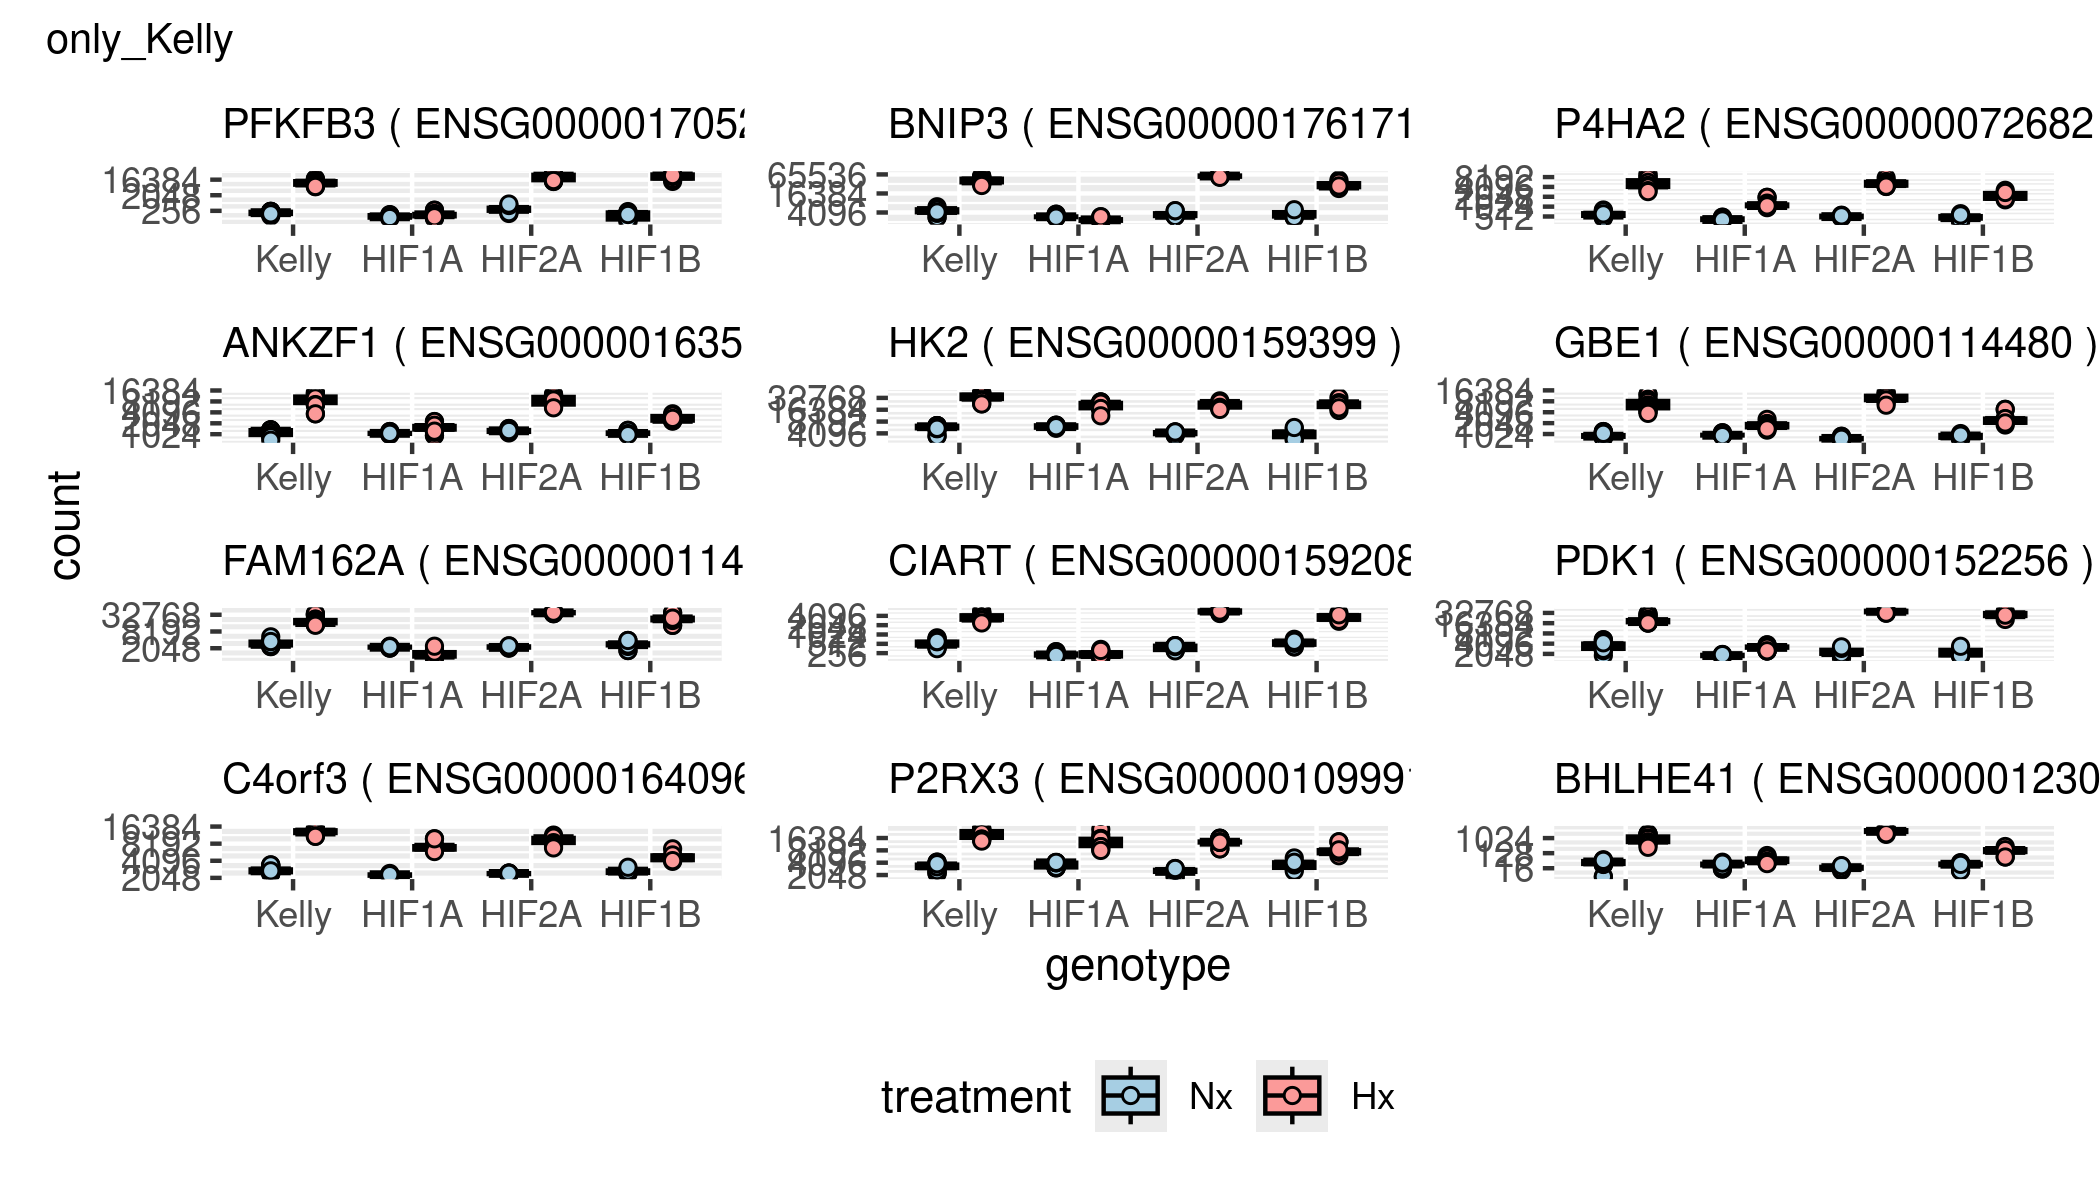 only_Kelly
PFKFB3 ( ENSG0000017052
BNIP3 ( ENSG00000176171
P4HA2 ( ENSG00000072682
16384
2048
256
65536
16384
4096
8192
4096
2048
1024
512
Kelly HIF1A HIF2A HIF1B
Kelly HIF1A HIF2A HIF1B
Kelly HIF1A HIF2A HIF1B
ANKZF1 ( ENSG000001635
HK2 ( ENSG00000159399 )
GBE1 ( ENSG00000114480 )
16384
8192
4096
2048
1024
32768
16384
8192
4096
16384
8192
4096
2048
1024
Kelly HIF1A HIF2A HIF1B
Kelly HIF1A HIF2A HIF1B
Kelly HIF1A HIF2A HIF1B
count
FAM162A ( ENSG00000114
CIART ( ENSG00000159208
PDK1 ( ENSG00000152256 )
32768
8192
2048
4096
2048
1024
512
256
32768
16384
8192
4096
2048
Kelly HIF1A HIF2A HIF1B
Kelly HIF1A HIF2A HIF1B
Kelly HIF1A HIF2A HIF1B
C4orf3 ( ENSG00000164096
P2RX3 ( ENSG0000010999
BHLHE41 ( ENSG000001230
16384
8192
4096
2048
16384
8192
4096
2048
1024
128
16
Kelly HIF1A HIF2A HIF1B
Kelly HIF1A HIF2A HIF1B
Kelly HIF1A HIF2A HIF1B
genotype
treatment Nx Hx